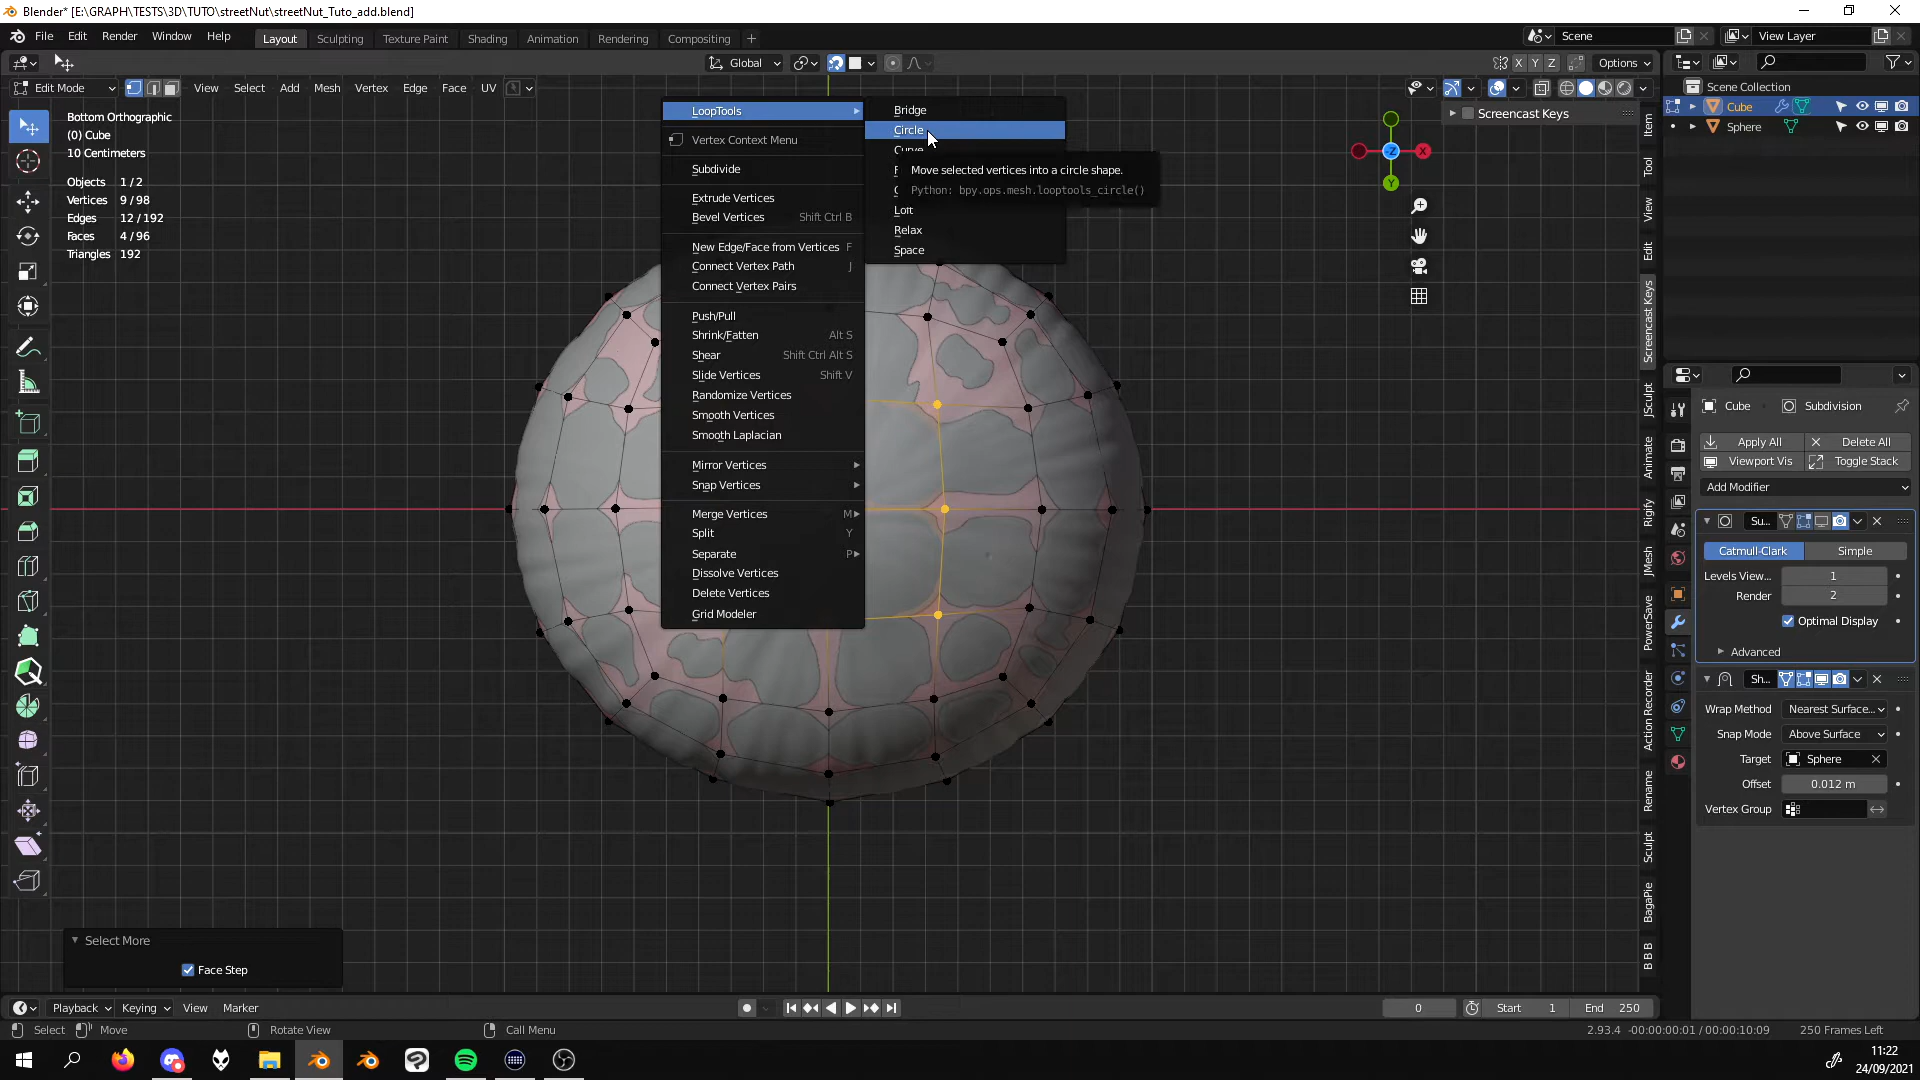 Blender* [E:\GRAPH\TESTS\3D\TUTO\streetNut\streetNut_Tuto_add.blend]
File Edit Render Window Help
Layout Sculpting Texture Paint Shading Animation Rendering Compositing +
Scene
View Layer
Global
X Y Z Options
Edit Mode View Select Add Mesh Vertex Edge Face UV
Bottom Orthographic
(0) Cube
10 Centimeters
Objects 1/2
Vertices 9/98
Edges 12/192
Faces 4/96
Triangles 192
LoopTools
Vertex Context Menu
Subdivide
Extrude Vertices
Bevel Vertices Shift Ctrl B
New Edge/Face from Vertices F
Connect Vertex Path J
Connect Vertex Pairs
Push/Pull
Shrink/Fatten Alt S
Shear Shift Ctrl Alt S
Slide Vertices Shift V
Randomize Vertices
Smooth Vertices
Smooth Laplacian
Mirror Vertices
Snap Vertices
Merge Vertices M
Split Y
Separate P
Dissolve Vertices
Delete Vertices
Grid Modeler
Bridge
Circle
Curve
Move selected vertices into a circle shape.
Python: bpy.ops.mesh.looptools_circle()
Loft
Relax
Space
Screencast Keys
-Z X Y
Item
Tool
View
Edit
Screencast Keys
JSculpt
Animate
Rigify
JMesh
PowerSave
Action Recorder
Rename
Sculpt
BagaPie
B B B
Scene Collection
Cube
Sphere
Cube Subdivision
Apply All Delete All
Viewport Vis Toggle Stack
Add Modifier
Su...
Catmull-Clark Simple
Levels View... 1
Render 2
Optimal Display
Advanced
Sh...
Wrap Method Nearest Surface...
Snap Mode Above Surface
Target Sphere
Offset 0.012 m
Vertex Group
Select More
Face Step
Playback Keying View Marker
0 Start 1 End 250
Select Move Rotate View Call Menu
2.93.4 -00:00:00:01 / 00:00:10:09 250 Frames Left
11:22
24/09/2021